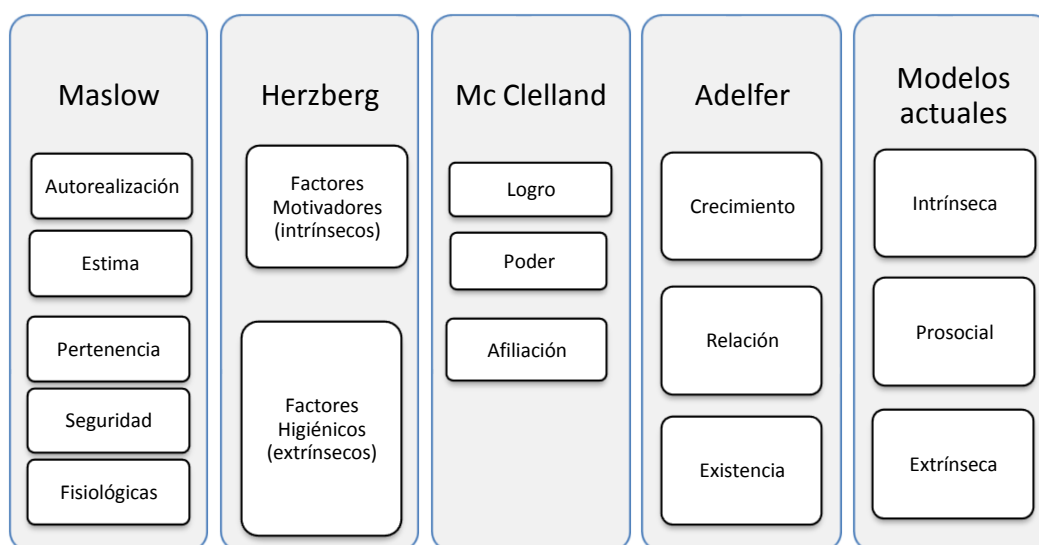 Maslow
Autorealización
Estima
Pertenencia
Seguridad
Fisiológicas
Herzberg
Factores
Motivadores
(intrínsecos)
Factores
Higiénicos
(extrínsecos)
Mc Clelland
Logro
Poder
Afiliación
Adelfer
Crecimiento
Relación
Existencia
Modelos
actuales
Intrínseca
Prosocial
Extrínseca